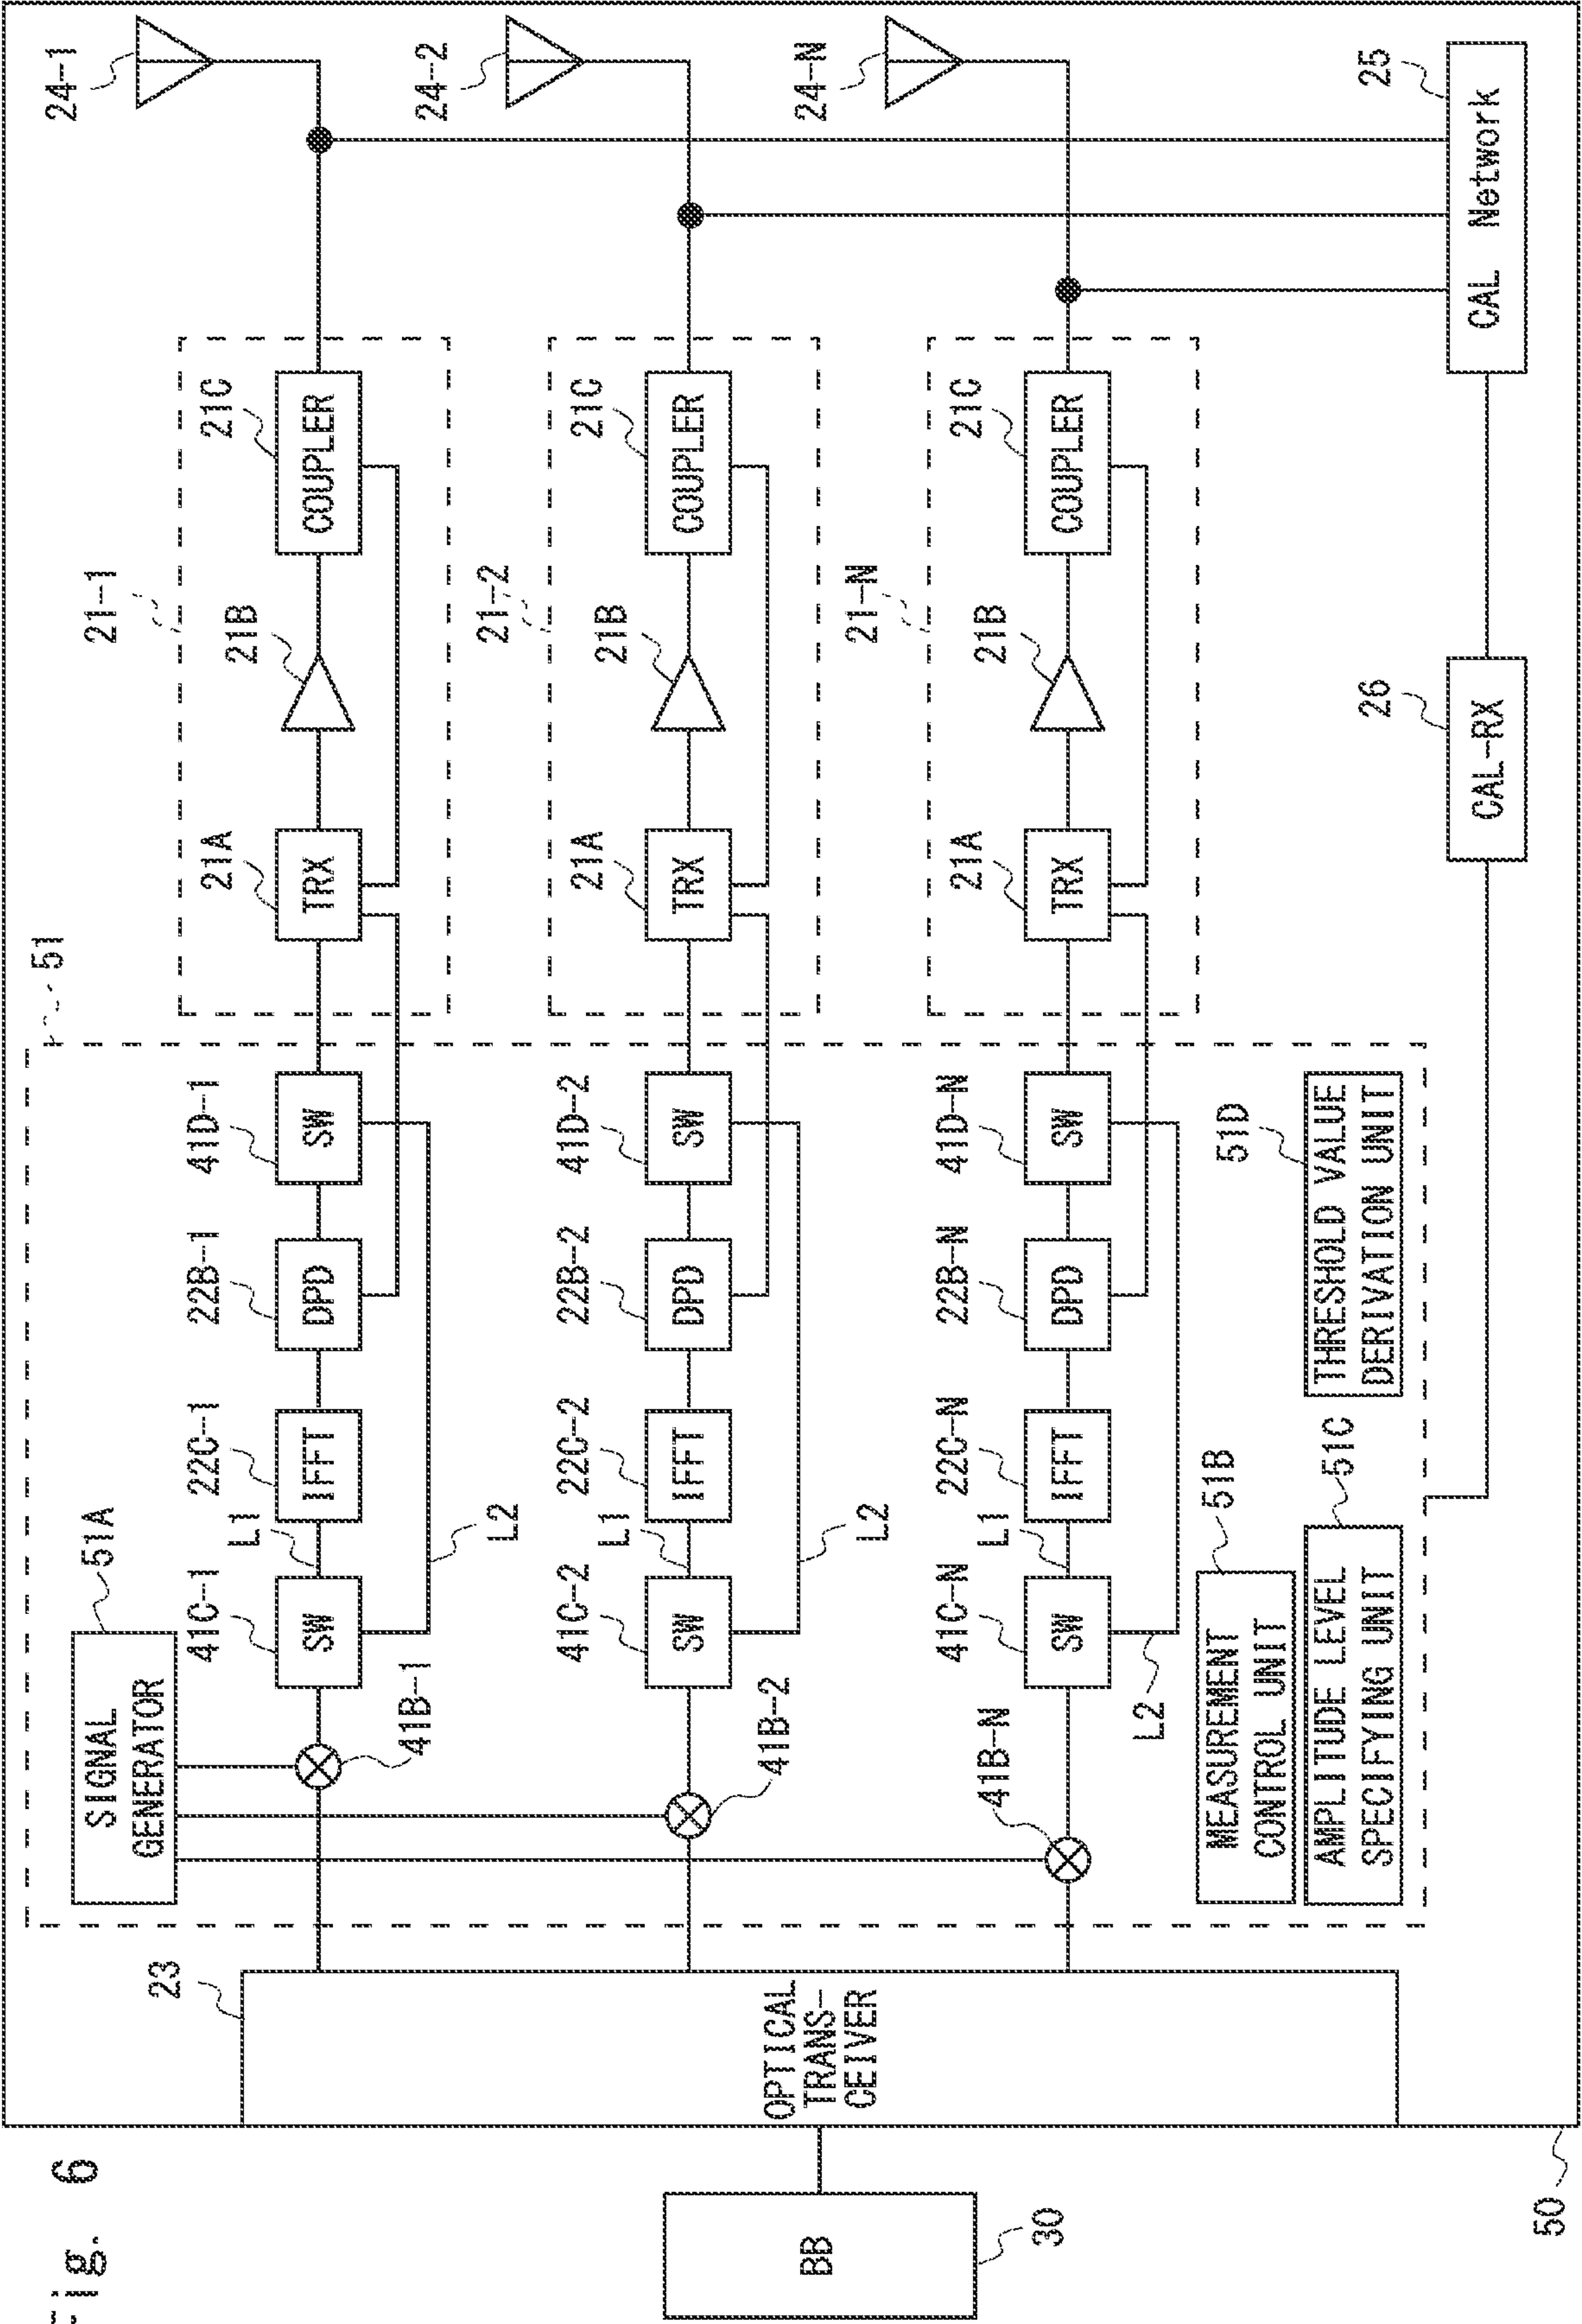 Fig. 6
50
BB
30
OPTICAL
TRANS-
CEIVER
23
51
SIGNAL
GENERATOR
51A
41B-1
41C-1
SW
L1
22C-1
IFFT
22B-1
DPD
41D-1
SW
L2
21-1
21A
TRX
21B
21C
COUPLER
24-1
41B-2
41C-2
SW
L1
22C-2
IFFT
22B-2
DPD
41D-2
SW
L2
21-2
21A
TRX
21B
21C
COUPLER
24-2
41B-N
41C-N
SW
L1
22C-N
IFFT
22B-N
DPD
41D-N
SW
L2
21-N
21A
TRX
21B
21C
COUPLER
24-N
MEASUREMENT
CONTROL UNIT
51B
AMPLITUDE LEVEL
SPECIFYING UNIT
51C
THRESHOLD VALUE
DERIVATION UNIT
51D
26
CAL-RX
25
CAL Network